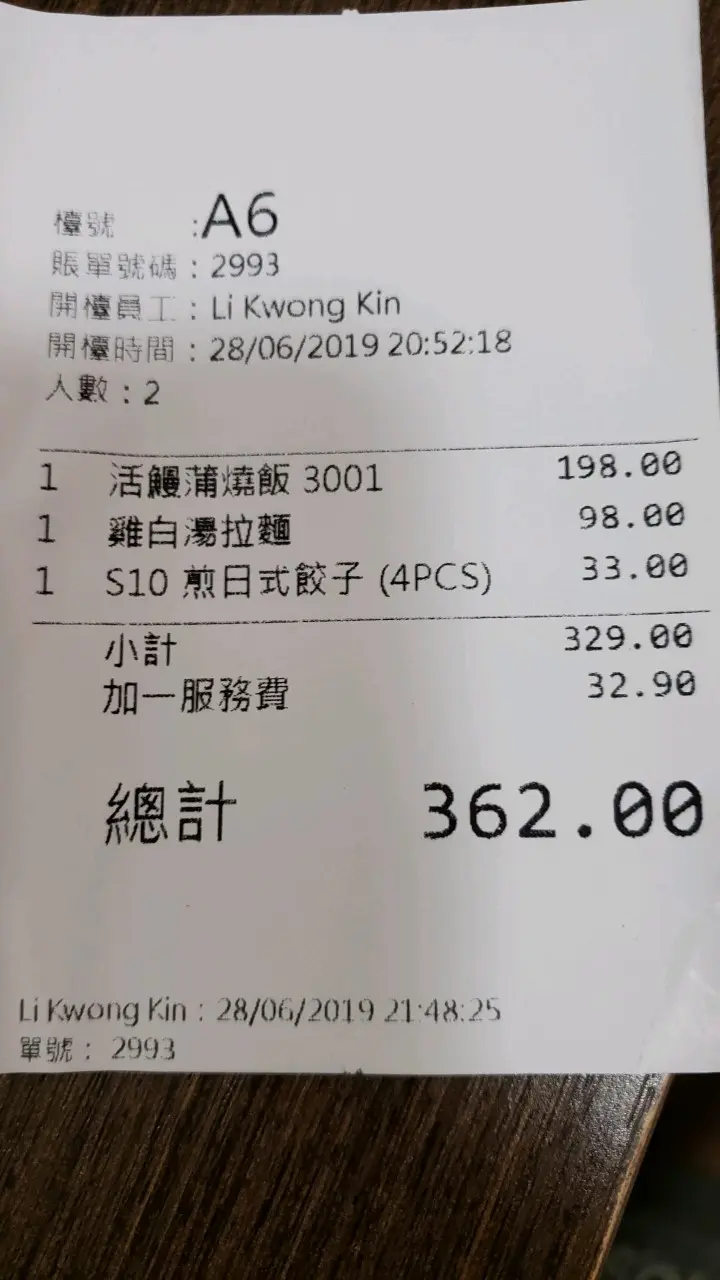 檯號 :A6
賬單號碼 : 2993
開檯員工 : Li Kwong Kin
開檯時間 : 28/06/2019 20:52:18
人數 : 2
1 活鰻蒲燒飯 3001 198.00
1 雞白湯拉麵 98.00
1 S10 煎日式餃子 (4PCS) 33.00
小計 329.00
加一服務費 32.90
總計 362.00
Li Kwong Kin : 28/06/2019 21:48:25
單號 : 2993